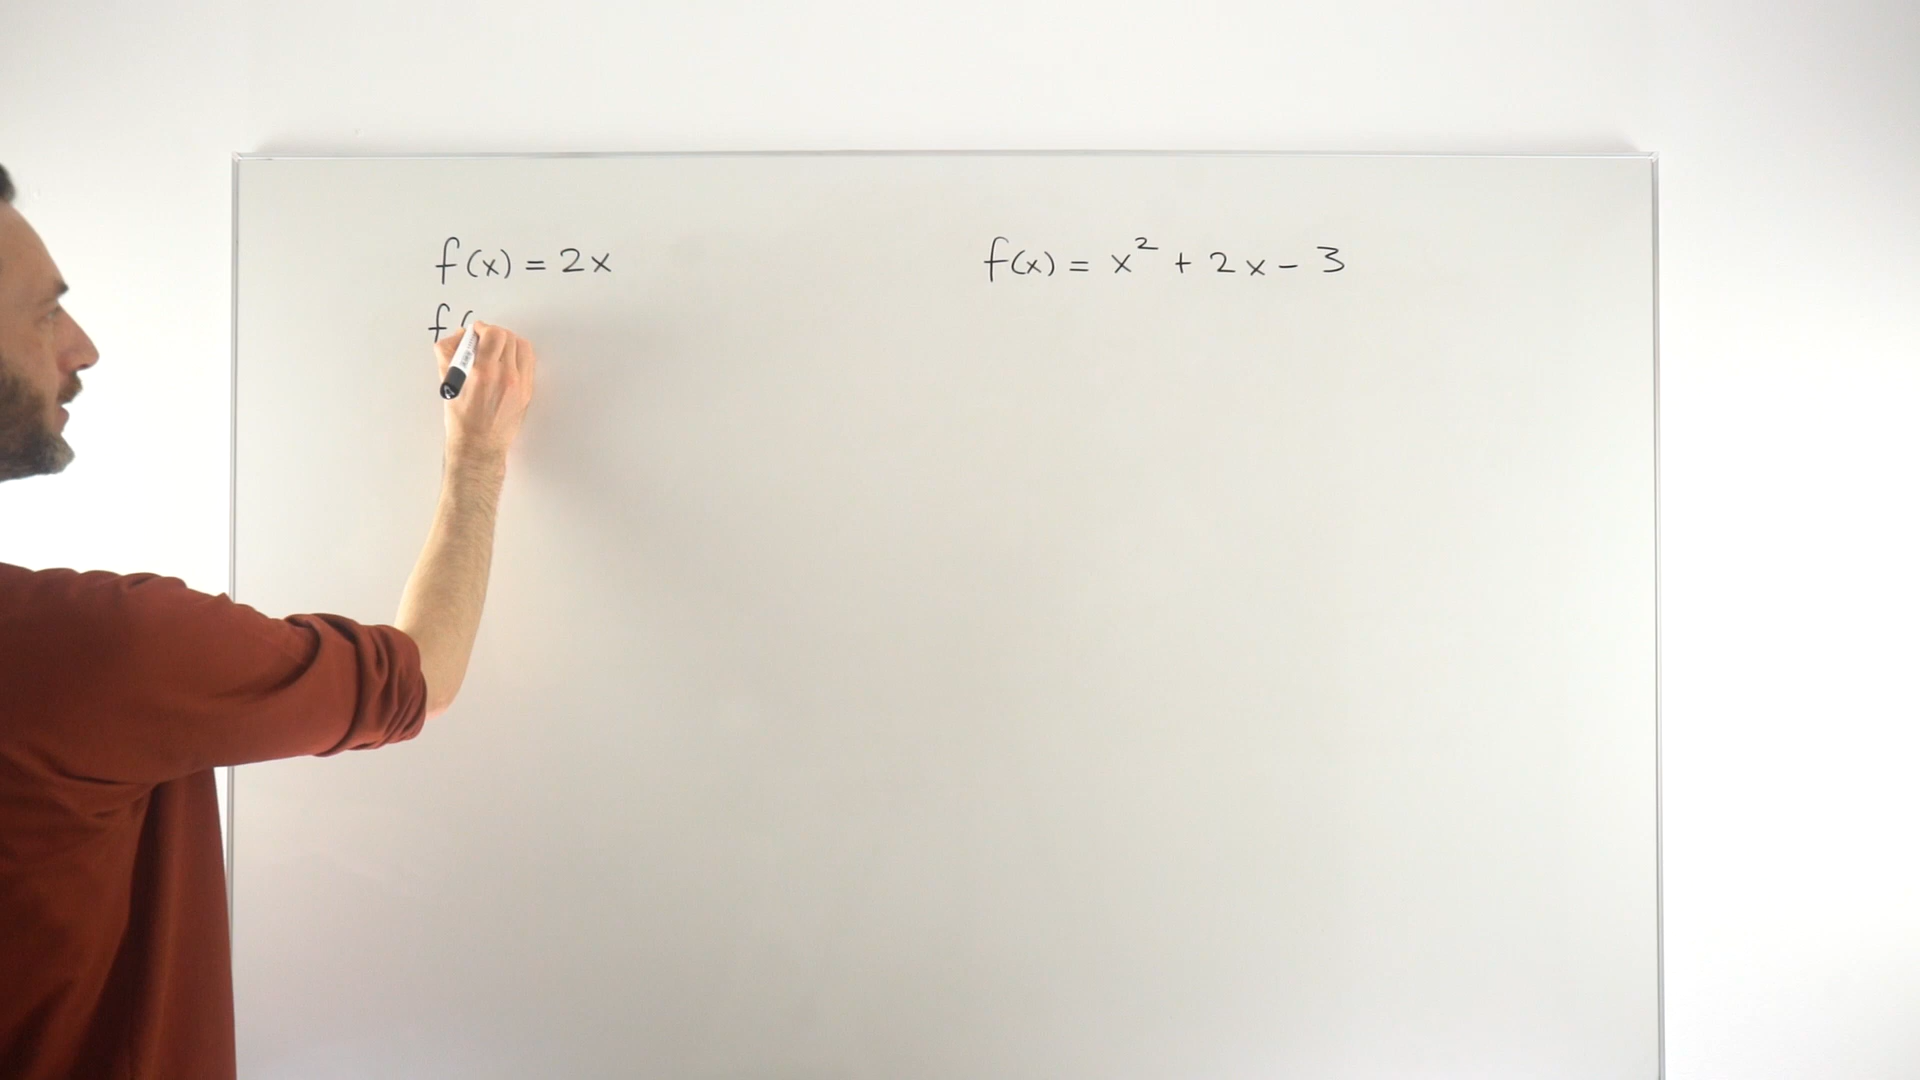 f(x) = 2x
f(
f(x) = x² + 2x - 3